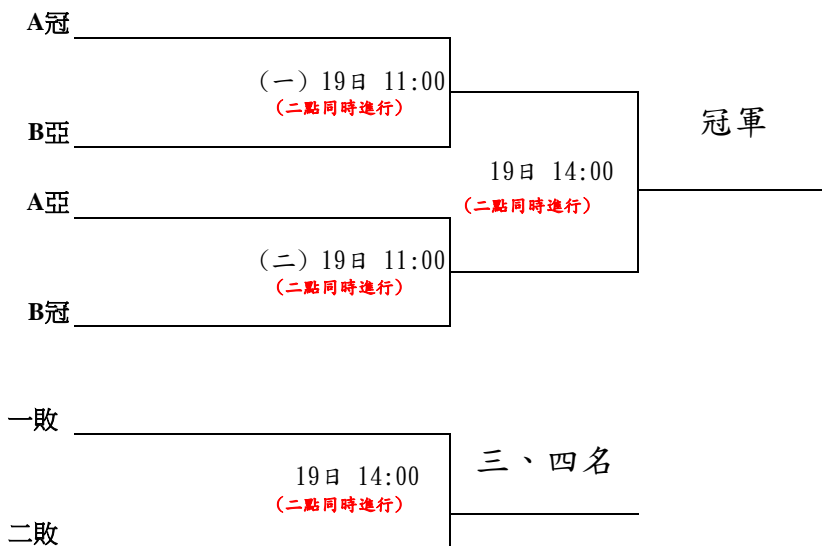 A冠
(一) 19日 11:00
(二點同時進行)
B亞
冠軍
19日 14:00
(二點同時進行)
A亞
(二) 19日 11:00
(二點同時進行)
B冠
一敗
三、四名
19日 14:00
(二點同時進行)
二敗